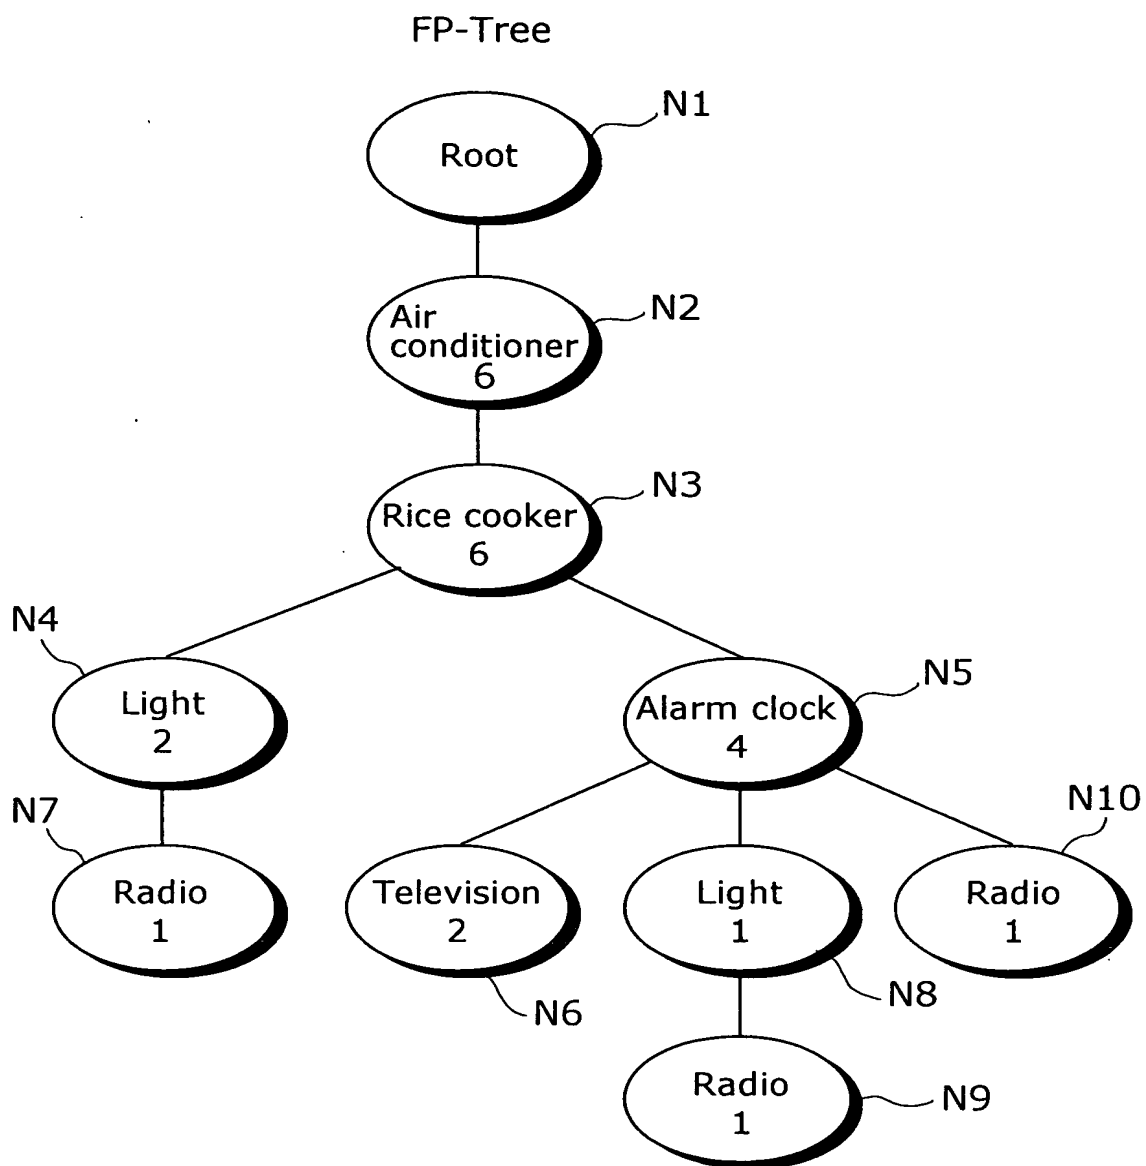 FP-Tree
N1
Root
N2
Air
conditioner
6
N3
Rice cooker
6
N4
Light
2
N5
Alarm clock
4
N7
Radio
1
Television
2
N6
Light
1
N8
N10
Radio
1
Radio
1
N9